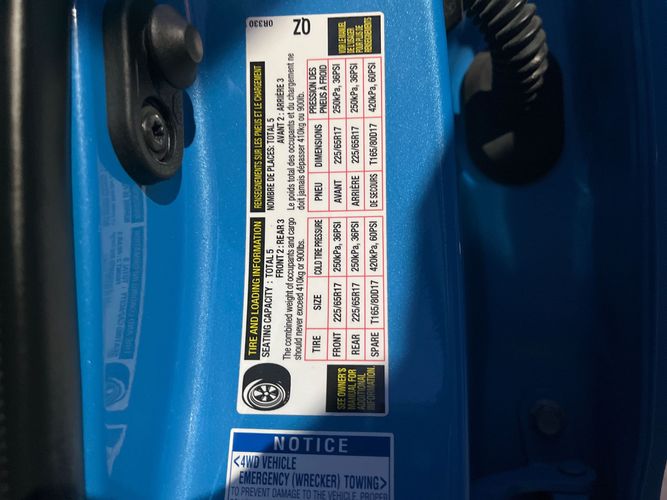 TIRE AND LOADING INFORMATION
SEATING CAPACITY : TOTAL 5
FRONT 2 : REAR 3
The combined weight of occupants and cargo
should never exceed 410kg or 900lbs.
TIRE SIZE COLD TIRE PRESSURE
FRONT 225/65R17 250kPa, 36PSI
REAR 225/65R17 250kPa, 36PSI
SPARE T165/80D17 420kPa, 60PSI
SEE OWNER'S
MANUAL FOR
ADDITIONAL
INFORMATION.
RENSEIGNEMENTS SUR LES PNEUS ET LE CHARGEMENT
NOMBRE DE PLACES: TOTAL 5
AVANT 2 : ARRIÈRE 3
Le poids total des occupants et du chargement ne
doit jamais dépasser 410kg ou 900lb.
PNEU DIMENSIONS PRESSION DES
PNEUS À FROID
AVANT 225/65R17 250kPa, 36PSI
ARRIÈRE 225/65R17 250kPa, 36PSI
DE SECOURS T165/80D17 420kPa, 60PSI
VOIR LE MANUEL
DE L'USAGER
POUR PLUS DE
RENSEIGNEMENTS
0R330
QZ
NOTICE
<4WD VEHICLE
EMERGENCY (WRECKER) TOWING>
TO PREVENT DAMAGE TO THE VEHICLE, PROPER